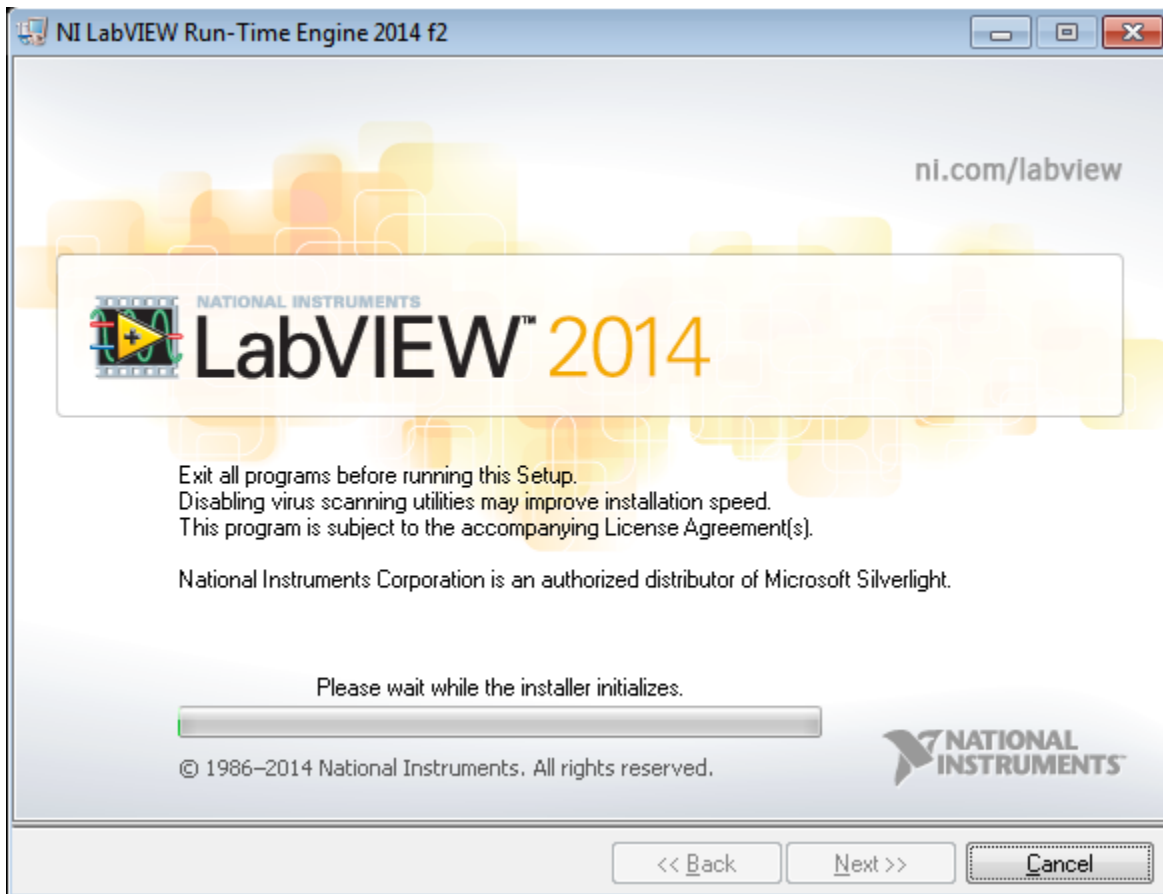 NI LabVIEW Run-Time Engine 2014 f2
ni.com/labview
NATIONAL INSTRUMENTS
LabVIEW™ 2014
Exit all programs before running this Setup.
Disabling virus scanning utilities may improve installation speed.
This program is subject to the accompanying License Agreement(s).
National Instruments Corporation is an authorized distributor of Microsoft Silverlight.
Please wait while the installer initializes.
© 1986–2014 National Instruments. All rights reserved.
NATIONAL
INSTRUMENTS™
<< Back
Next >>
Cancel